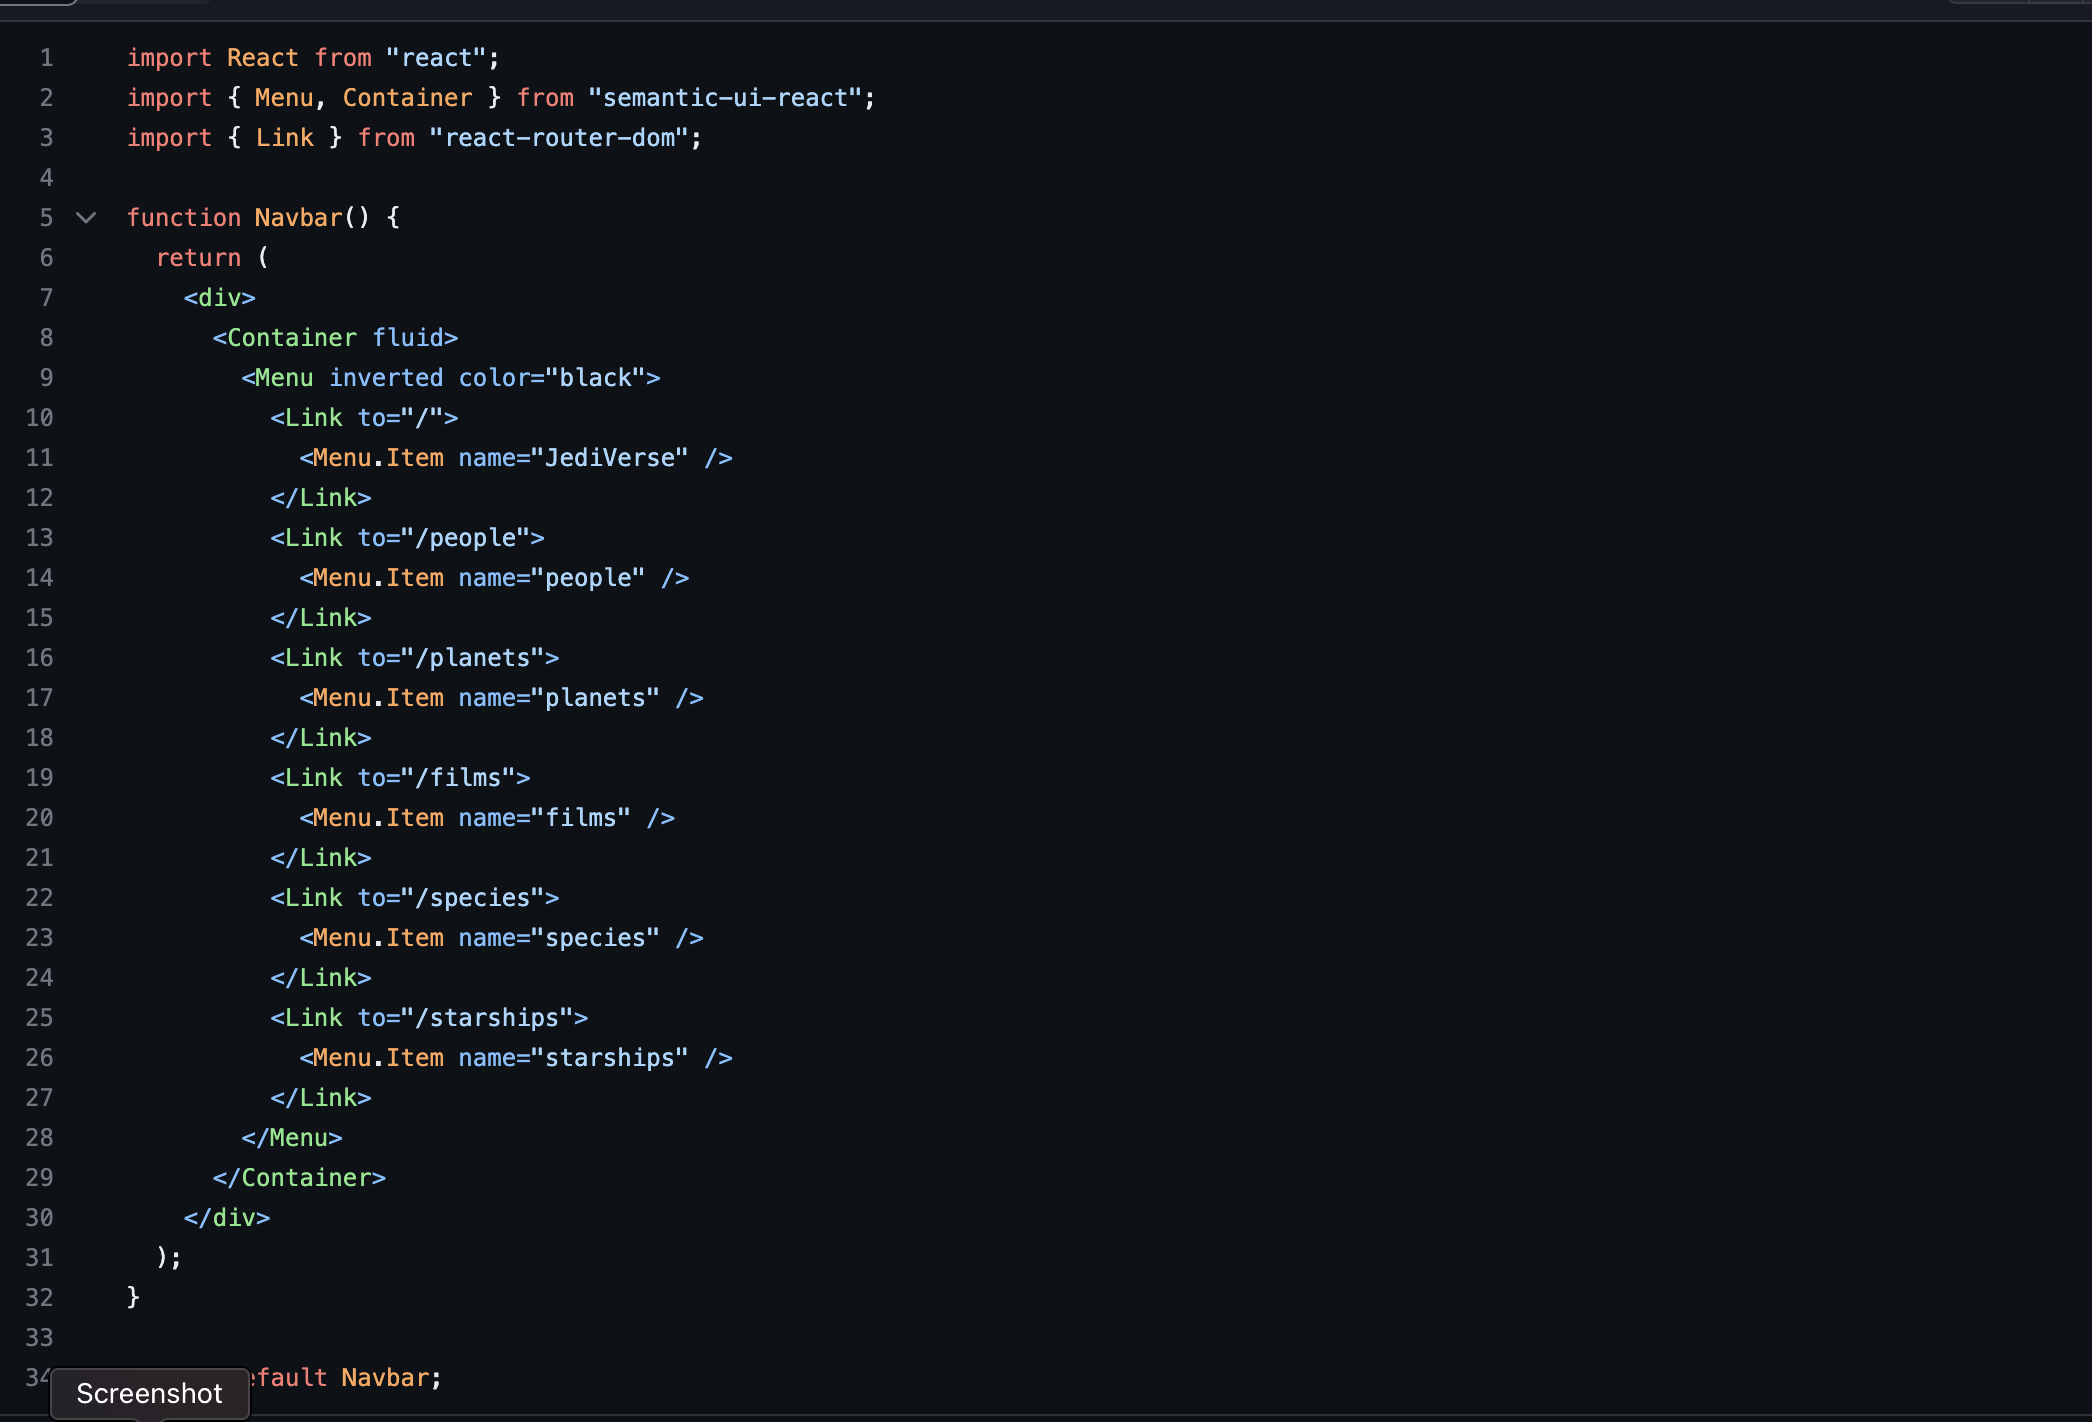 1 import React from "react";
2 import { Menu, Container } from "semantic-ui-react";
3 import { Link } from "react-router-dom";
4
5 function Navbar() {
6   return (
7     <div>
8       <Container fluid>
9         <Menu inverted color="black">
10           <Link to="/">
11             <Menu.Item name="JediVerse" />
12           </Link>
13           <Link to="/people">
14             <Menu.Item name="people" />
15           </Link>
16           <Link to="/planets">
17             <Menu.Item name="planets" />
18           </Link>
19           <Link to="/films">
20             <Menu.Item name="films" />
21           </Link>
22           <Link to="/species">
23             <Menu.Item name="species" />
24           </Link>
25           <Link to="/starships">
26             <Menu.Item name="starships" />
27           </Link>
28         </Menu>
29       </Container>
30     </div>
31   );
32 }
33
34 efault Navbar;
Screenshot